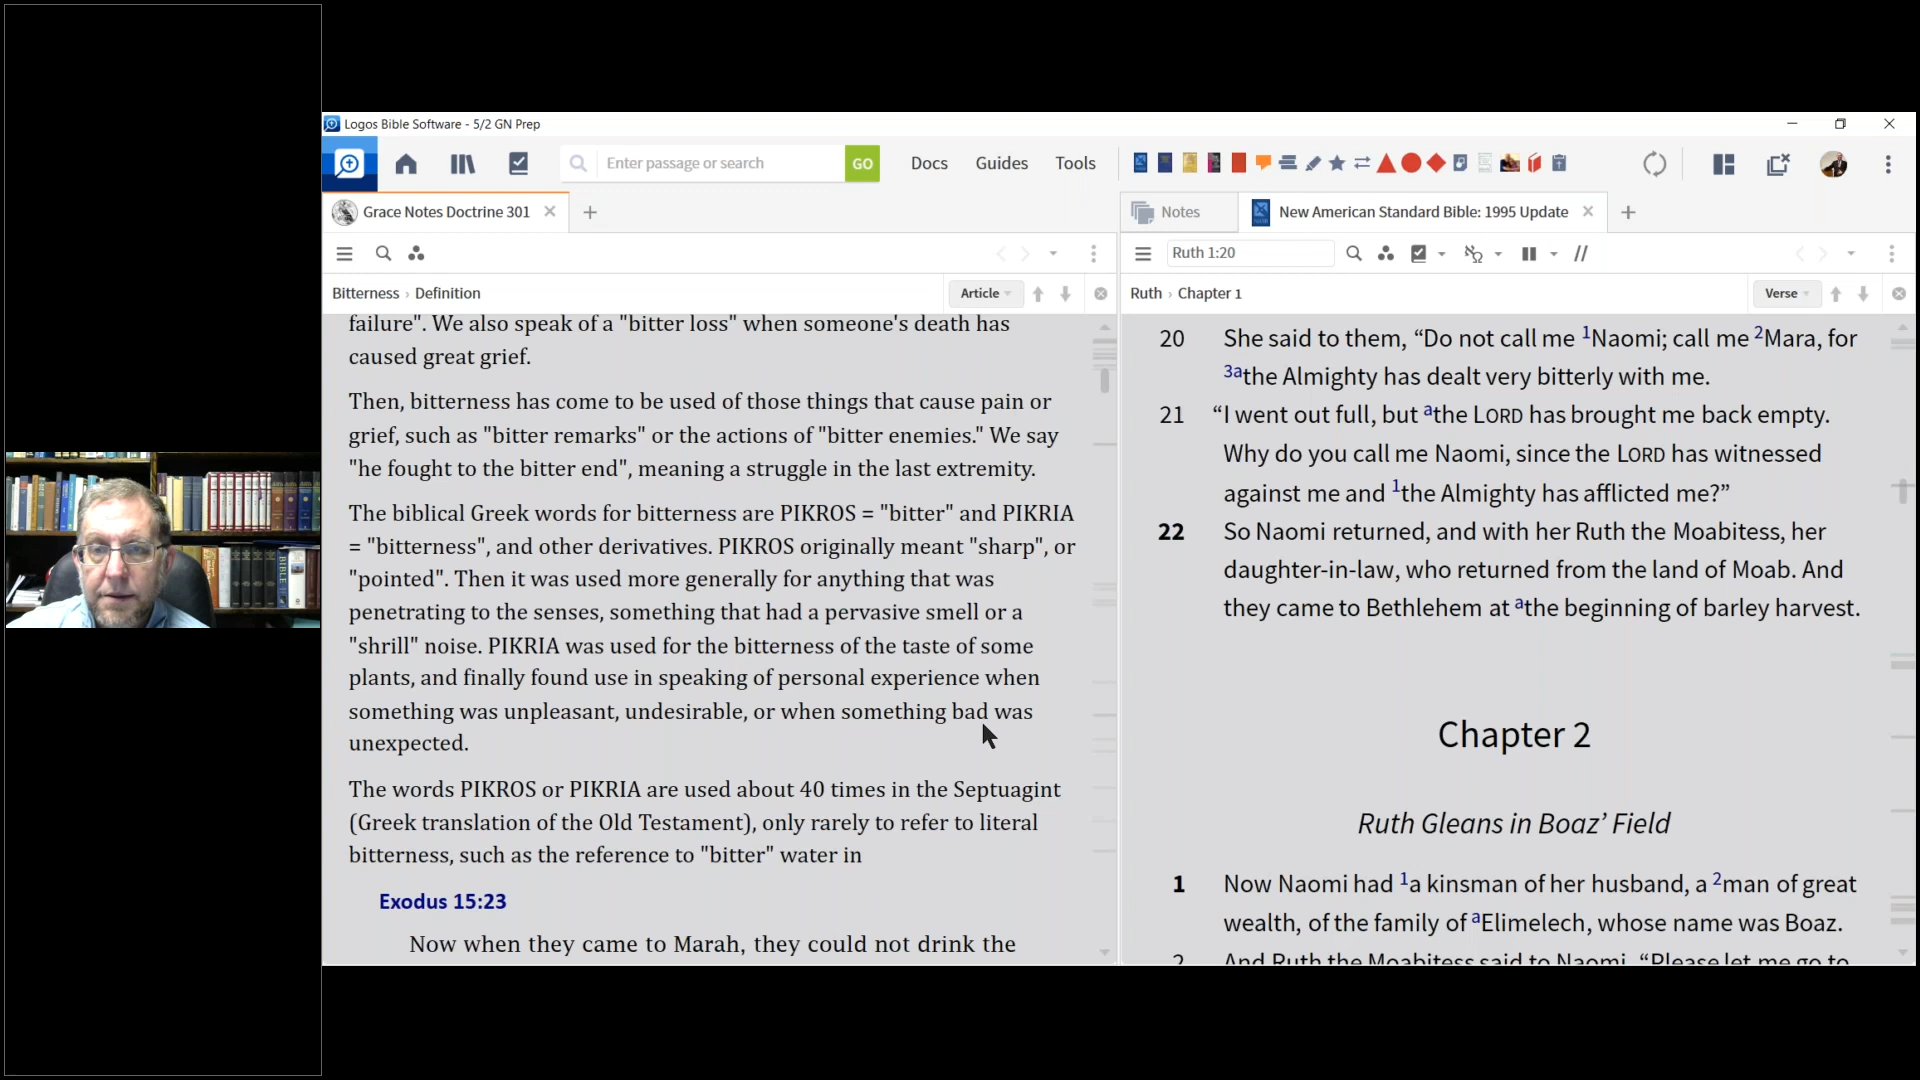 Logos Bible Software - 5/2 GN Prep
Enter passage or search
GO
Docs
Guides
Tools
Grace Notes Doctrine 301
Bitterness › Definition
Article
failure". We also speak of a "bitter loss" when someone's death has
caused great grief.
Then, bitterness has come to be used of those things that cause pain or
grief, such as "bitter remarks" or the actions of "bitter enemies." We say
"he fought to the bitter end", meaning a struggle in the last extremity.
The biblical Greek words for bitterness are PIKROS = "bitter" and PIKRIA
= "bitterness", and other derivatives. PIKROS originally meant "sharp", or
"pointed". Then it was used more generally for anything that was
penetrating to the senses, something that had a pervasive smell or a
"shrill" noise. PIKRIA was used for the bitterness of the taste of some
plants, and finally found use in speaking of personal experience when
something was unpleasant, undesirable, or when something bad was
unexpected.
The words PIKROS or PIKRIA are used about 40 times in the Septuagint
(Greek translation of the Old Testament), only rarely to refer to literal
bitterness, such as the reference to "bitter" water in
Exodus 15:23
Now when they came to Marah, they could not drink the
Notes
New American Standard Bible: 1995 Update
Ruth 1:20
Ruth › Chapter 1
Verse
20 She said to them, “Do not call me 1Naomi; call me 2Mara, for
3athe Almighty has dealt very bitterly with me.
21 “I went out full, but athe LORD has brought me back empty.
Why do you call me Naomi, since the LORD has witnessed
against me and 1the Almighty has afflicted me?”
22 So Naomi returned, and with her Ruth the Moabitess, her
daughter-in-law, who returned from the land of Moab. And
they came to Bethlehem at athe beginning of barley harvest.
Chapter 2
Ruth Gleans in Boaz’ Field
1 Now Naomi had 1a kinsman of her husband, a 2man of great
wealth, of the family of aElimelech, whose name was Boaz.
2 And Ruth the Moabitess said to Naomi, “Please let me go to
BIBLE